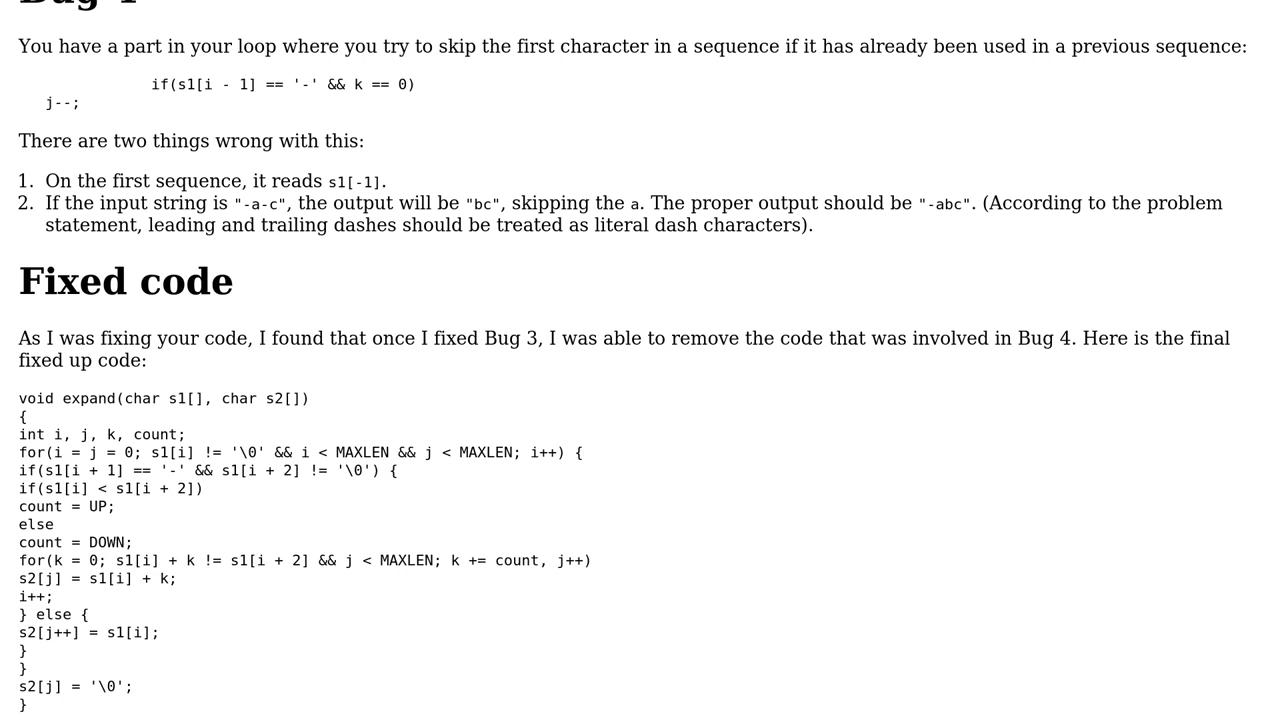 Bug 4
You have a part in your loop where you try to skip the first character in a sequence if it has already been used in a previous sequence:
if(s1[i - 1] == '-' && k == 0)
j--;
There are two things wrong with this:
1. On the first sequence, it reads s1[-1].
2. If the input string is "-a-c", the output will be "bc", skipping the a. The proper output should be "-abc". (According to the problem
statement, leading and trailing dashes should be treated as literal dash characters).
Fixed code
As I was fixing your code, I found that once I fixed Bug 3, I was able to remove the code that was involved in Bug 4. Here is the final
fixed up code:
void expand(char s1[], char s2[])
{
int i, j, k, count;
for(i = j = 0; s1[i] != '\0' && i < MAXLEN && j < MAXLEN; i++) {
if(s1[i + 1] == '-' && s1[i + 2] != '\0') {
if(s1[i] < s1[i + 2])
count = UP;
else
count = DOWN;
for(k = 0; s1[i] + k != s1[i + 2] && j < MAXLEN; k += count, j++)
s2[j] = s1[i] + k;
i++;
} else {
s2[j++] = s1[i];
}
}
s2[j] = '\0';
}